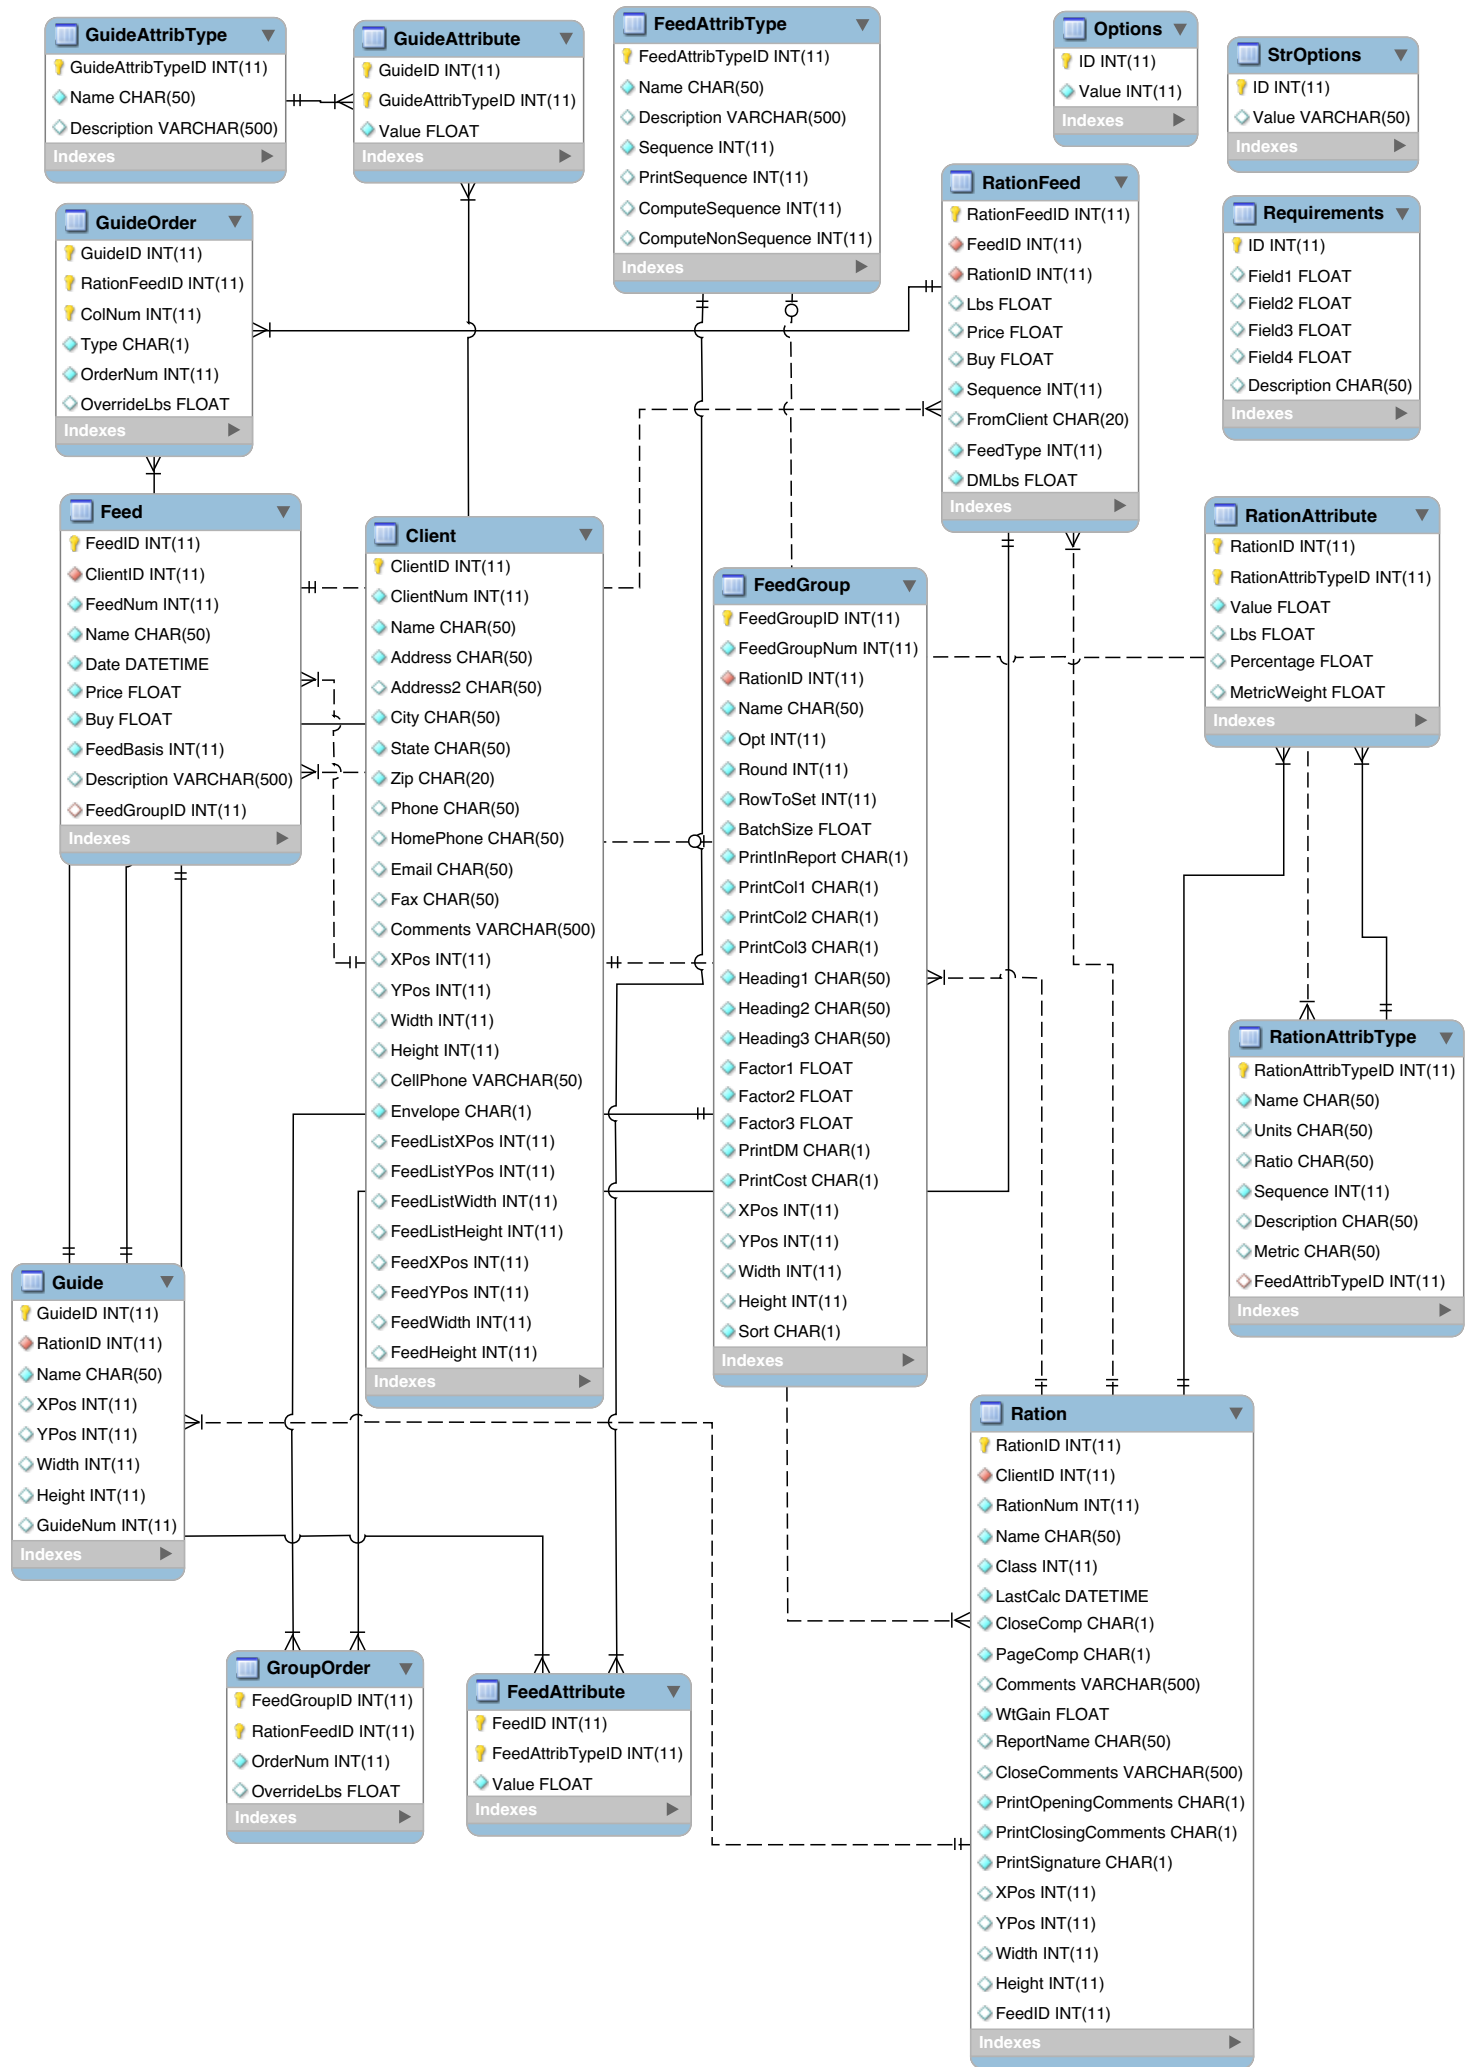 GuideAttribType
GuideAttribTypeID INT(11)
Name CHAR(50)
Description VARCHAR(500)
Indexes
GuideAttribute
GuideID INT(11)
GuideAttribTypeID INT(11)
Value FLOAT
Indexes
FeedAttribType
FeedAttribTypeID INT(11)
Name CHAR(50)
Description VARCHAR(500)
Sequence INT(11)
PrintSequence INT(11)
ComputeSequence INT(11)
ComputeNonSequence INT(11)
Indexes
Options
ID INT(11)
Value INT(11)
Indexes
StrOptions
ID INT(11)
Value VARCHAR(50)
Indexes
GuideOrder
GuideID INT(11)
RationFeedID INT(11)
ColNum INT(11)
Type CHAR(1)
OrderNum INT(11)
OverrideLbs FLOAT
Indexes
RationFeed
RationFeedID INT(11)
FeedID INT(11)
RationID INT(11)
Lbs FLOAT
Price FLOAT
Buy FLOAT
Sequence INT(11)
FromClient CHAR(20)
FeedType INT(11)
DMLbs FLOAT
Indexes
Requirements
ID INT(11)
Field1 FLOAT
Field2 FLOAT
Field3 FLOAT
Field4 FLOAT
Description CHAR(50)
Indexes
Feed
FeedID INT(11)
ClientID INT(11)
FeedNum INT(11)
Name CHAR(50)
Date DATETIME
Price FLOAT
Buy FLOAT
FeedBasis INT(11)
Description VARCHAR(500)
FeedGroupID INT(11)
Indexes
Client
ClientID INT(11)
ClientNum INT(11)
Name CHAR(50)
Address CHAR(50)
Address2 CHAR(50)
City CHAR(50)
State CHAR(50)
Zip CHAR(20)
Phone CHAR(50)
HomePhone CHAR(50)
Email CHAR(50)
Fax CHAR(50)
Comments VARCHAR(500)
XPos INT(11)
YPos INT(11)
Width INT(11)
Height INT(11)
CellPhone VARCHAR(50)
Envelope CHAR(1)
FeedListXPos INT(11)
FeedListYPos INT(11)
FeedListWidth INT(11)
FeedListHeight INT(11)
FeedXPos INT(11)
FeedYPos INT(11)
FeedWidth INT(11)
FeedHeight INT(11)
Indexes
FeedGroup
FeedGroupID INT(11)
FeedGroupNum INT(11)
RationID INT(11)
Name CHAR(50)
Opt INT(11)
Round INT(11)
RowToSet INT(11)
BatchSize FLOAT
PrintInReport CHAR(1)
PrintCol1 CHAR(1)
PrintCol2 CHAR(1)
PrintCol3 CHAR(1)
Heading1 CHAR(50)
Heading2 CHAR(50)
Heading3 CHAR(50)
Factor1 FLOAT
Factor2 FLOAT
Factor3 FLOAT
PrintDM CHAR(1)
PrintCost CHAR(1)
XPos INT(11)
YPos INT(11)
Width INT(11)
Height INT(11)
Sort CHAR(1)
Indexes
RationAttribute
RationID INT(11)
RationAttribTypeID INT(11)
Value FLOAT
Lbs FLOAT
Percentage FLOAT
MetricWeight FLOAT
Indexes
RationAttribType
RationAttribTypeID INT(11)
Name CHAR(50)
Units CHAR(50)
Ratio CHAR(50)
Sequence INT(11)
Description CHAR(50)
Metric CHAR(50)
FeedAttribTypeID INT(11)
Indexes
Guide
GuideID INT(11)
RationID INT(11)
Name CHAR(50)
XPos INT(11)
YPos INT(11)
Width INT(11)
Height INT(11)
GuideNum INT(11)
Indexes
Ration
RationID INT(11)
ClientID INT(11)
RationNum INT(11)
Name CHAR(50)
Class INT(11)
LastCalc DATETIME
CloseComp CHAR(1)
PageComp CHAR(1)
Comments VARCHAR(500)
WtGain FLOAT
ReportName CHAR(50)
CloseComments VARCHAR(500)
PrintOpeningComments CHAR(1)
PrintClosingComments CHAR(1)
PrintSignature CHAR(1)
XPos INT(11)
YPos INT(11)
Width INT(11)
Height INT(11)
FeedID INT(11)
Indexes
GroupOrder
FeedGroupID INT(11)
RationFeedID INT(11)
OrderNum INT(11)
OverrideLbs FLOAT
Indexes
FeedAttribute
FeedID INT(11)
FeedAttribTypeID INT(11)
Value FLOAT
Indexes